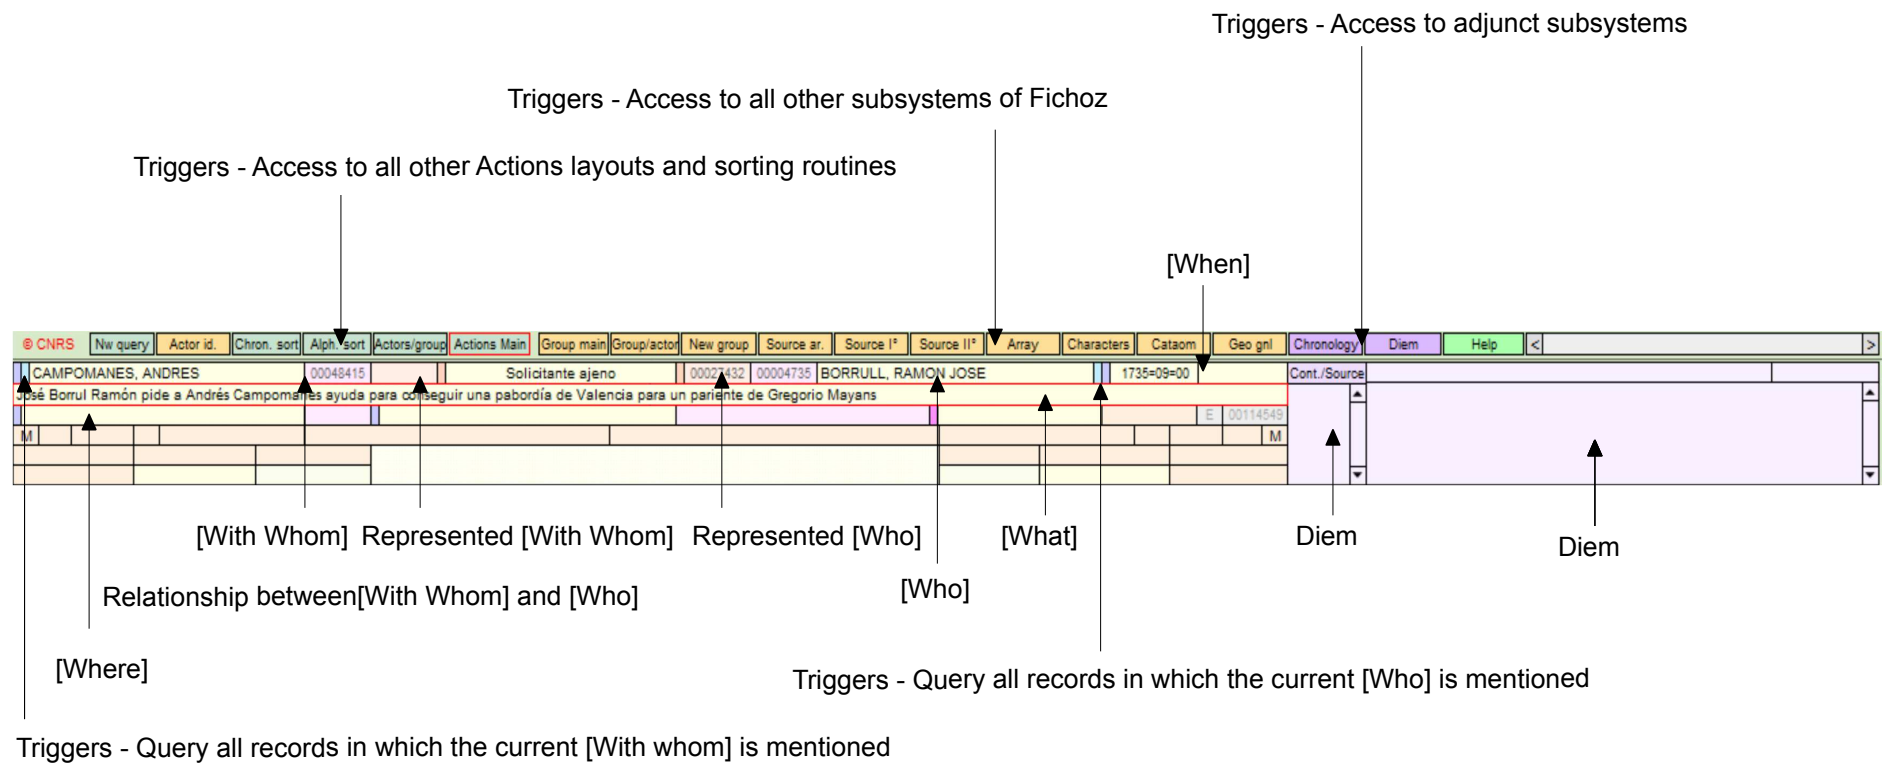 Triggers - Access to adjunct subsystems
Triggers - Access to all other subsystems of Fichoz
Triggers - Access to all other Actions layouts and sorting routines
[When]
© CNRS Nw query Actor id. Chron. sort Alph. sort Actors/group Actions Main Group main Group/actor New group Source ar. Source I° Source II° Array Characters Cataom Geo gnl Chronology Diem Help < >
CAMPOMANES, ANDRES 00048415 Solicitante ajeno 00027432 00004735 BORRULL, RAMON JOSE 1735=09=00 Cont./Source
José Borrul Ramón pide a Andrés Campomanes ayuda para conseguir una pabordía de Valencia para un pariente de Gregorio Mayans
E 00114549
M M
[With Whom] Represented [With Whom] Represented [Who] [What] Diem Diem
Relationship between[With Whom] and [Who] [Who]
[Where]
Triggers - Query all records in which the current [Who] is mentioned
Triggers - Query all records in which the current [With whom] is mentioned